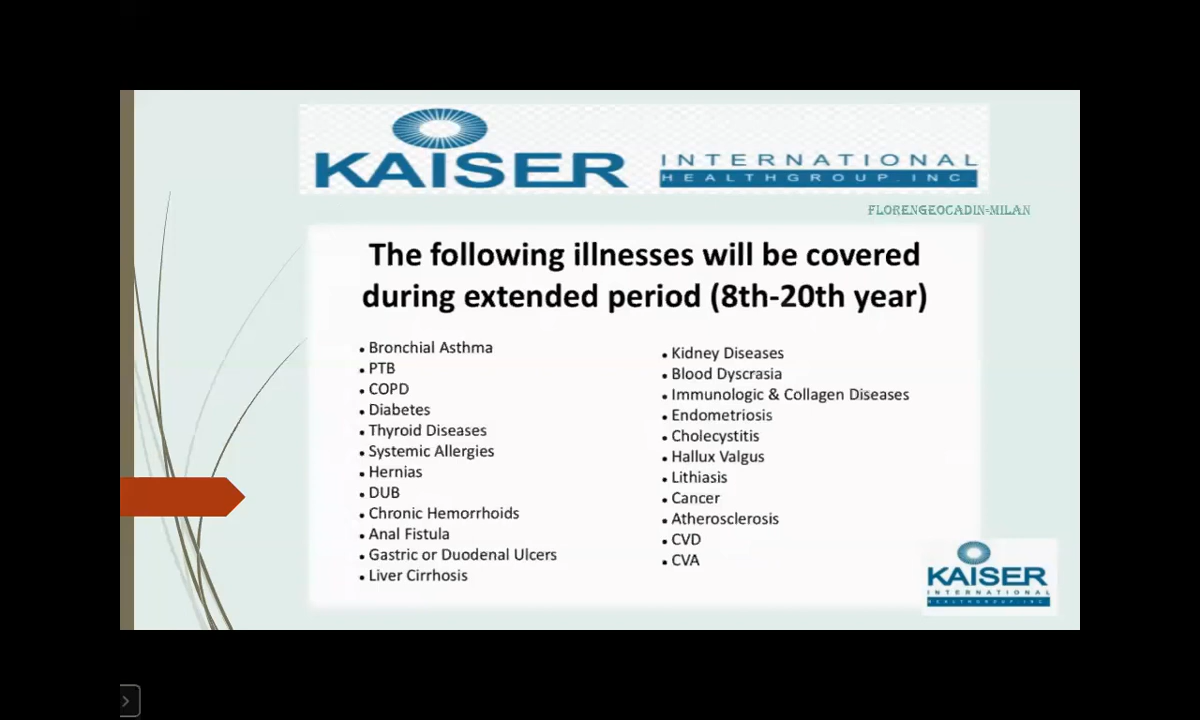 KAISER
INTERNATIONAL
HEALTHGROUP. INC.
FLORENGEOCADIN-MILAN
The following illnesses will be covered
during extended period (8th-20th year)
• Bronchial Asthma
• PTB
• COPD
• Diabetes
• Thyroid Diseases
• Systemic Allergies
• Hernias
• DUB
• Chronic Hemorrhoids
• Anal Fistula
• Gastric or Duodenal Ulcers
• Liver Cirrhosis
• Kidney Diseases
• Blood Dyscrasia
• Immunologic & Collagen Diseases
• Endometriosis
• Cholecystitis
• Hallux Valgus
• Lithiasis
• Cancer
• Atherosclerosis
• CVD
• CVA
KAISER
INTERNATIONAL
HEALTHGROUP. INC.